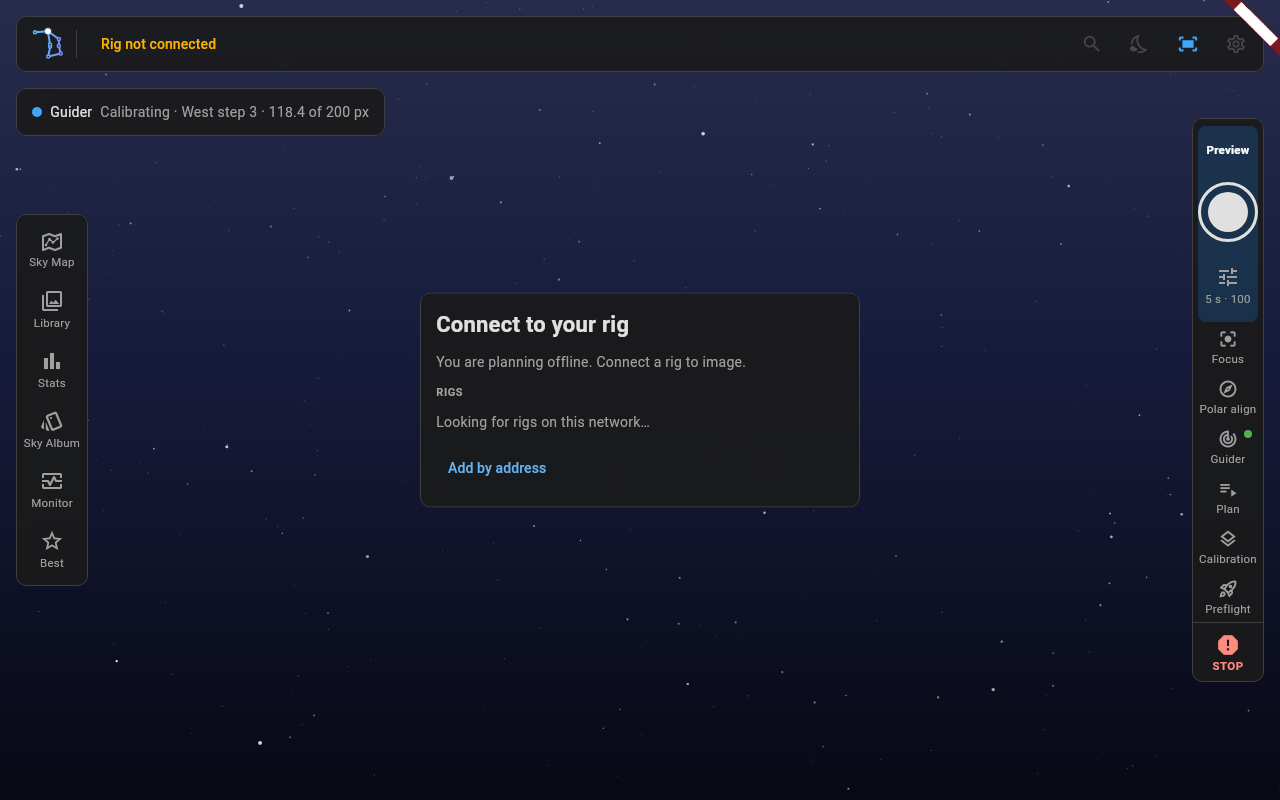 Rig not connected
Guider Calibrating · West step 3 · 118.4 of 200 px
Sky Map
Library
Stats
Sky Album
Monitor
Best
Connect to your rig
You are planning offline. Connect a rig to image.
RIGS
Looking for rigs on this network…
Add by address
Preview
5 s · 100
Focus
Polar align
Guider
Plan
Calibration
Preflight
STOP